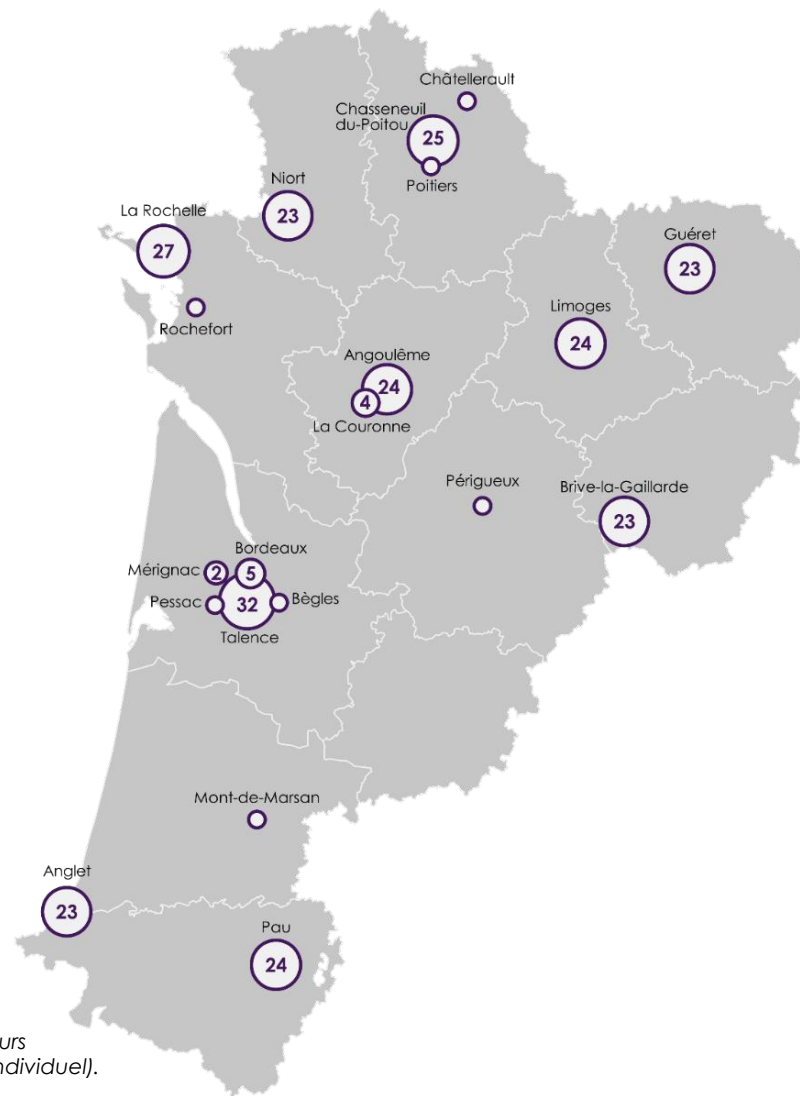 Châtellerault
Chasseneuil
du-Poitou
25
Poitiers
Niort
23
La Rochelle
27
Rochefort
Guéret
23
Limoges
24
Angoulême
24
4
La Couronne
Périgueux
Brive-la-Gaillarde
23
Bordeaux
Mérignac
2
5
Pessac
32
Bègles
Talence
Mont-de-Marsan
Anglet
23
Pau
24
urs
ndividuel).